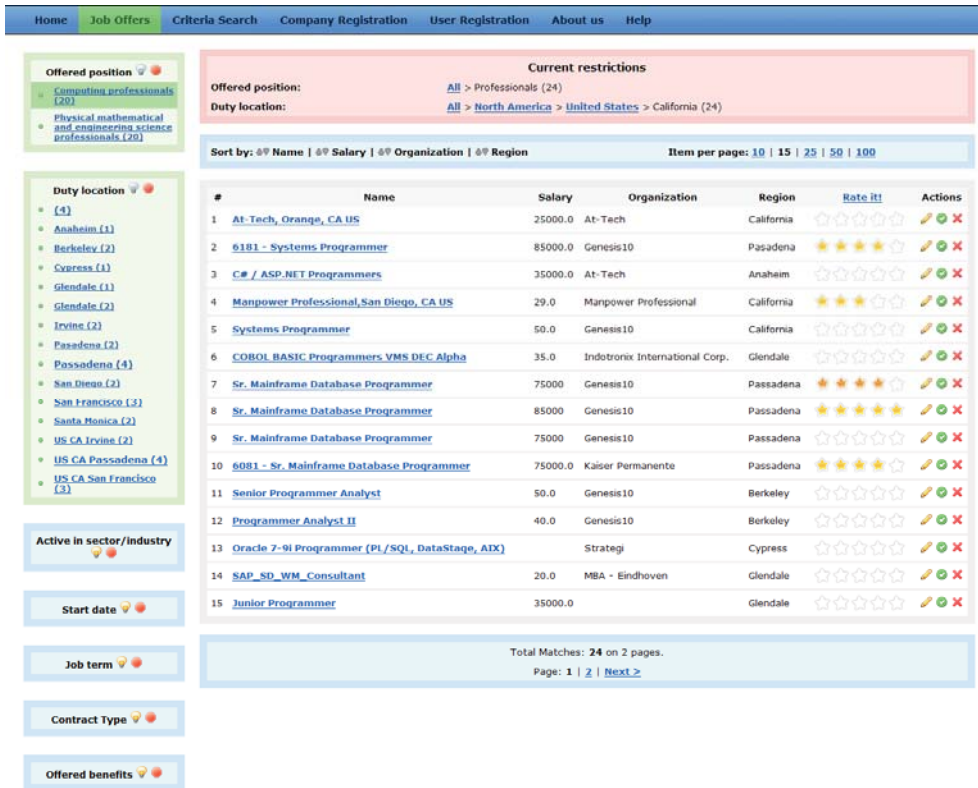 Home Job Offers Criteria Search Company Registration User Registration About us Help
Offered position
Computing professionals
(20)
Physical mathematical
and engineering science
professionals (20)
Duty location
(4)
Anaheim (1)
Berkeley (2)
Cypress (1)
Glendale (1)
Glendale (2)
Irvine (2)
Pasadena (2)
Passadena (4)
San Diego (2)
San Francisco (3)
Santa Monica (2)
US CA Irvine (2)
US CA Passadena (4)
US CA San Francisco
(3)
Active in sector/industry
Start date
Job term
Contract Type
Offered benefits
Current restrictions
Offered position: All > Professionals (24)
Duty location: All > North America > United States > California (24)
Sort by: Name | Salary | Organization | Region Item per page: 10 | 15 | 25 | 50 | 100
# Name Salary Organization Region Rate it! Actions
1 At-Tech, Orange, CA US 25000.0 At-Tech California
2 6181 - Systems Programmer 85000.0 Genesis10 Pasadena
3 C# / ASP.NET Programmers 35000.0 At-Tech Anaheim
4 Manpower Professional,San Diego, CA US 29.0 Manpower Professional California
5 Systems Programmer 50.0 Genesis10 California
6 COBOL BASIC Programmers VMS DEC Alpha 35.0 Indotronix International Corp. Glendale
7 Sr. Mainframe Database Programmer 75000 Genesis10 Passadena
8 Sr. Mainframe Database Programmer 85000 Genesis10 Passadena
9 Sr. Mainframe Database Programmer 75000 Genesis10 Passadena
10 6081 - Sr. Mainframe Database Programmer 75000.0 Kaiser Permanente Passadena
11 Senior Programmer Analyst 50.0 Genesis10 Berkeley
12 Programmer Analyst II 40.0 Genesis10 Berkeley
13 Oracle 7-9i Programmer (PL/SQL, DataStage, AIX) Strategi Cypress
14 SAP_SD_WM_Consultant 20.0 MBA - Eindhoven Glendale
15 Junior Programmer 35000.0 Glendale
Total Matches: 24 on 2 pages.
Page: 1 | 2 | Next >